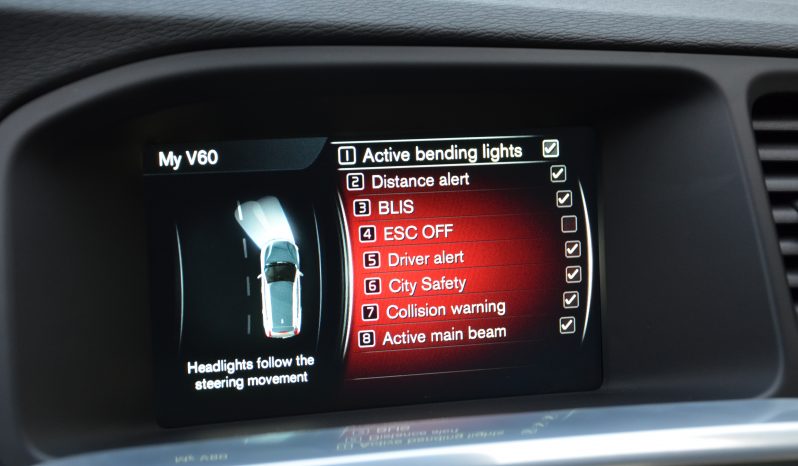 My V60
1 Active bending lights
2 Distance alert
3 BLIS
4 ESC OFF
5 Driver alert
6 City Safety
7 Collision warning
8 Active main beam
Headlights follow the
steering movement